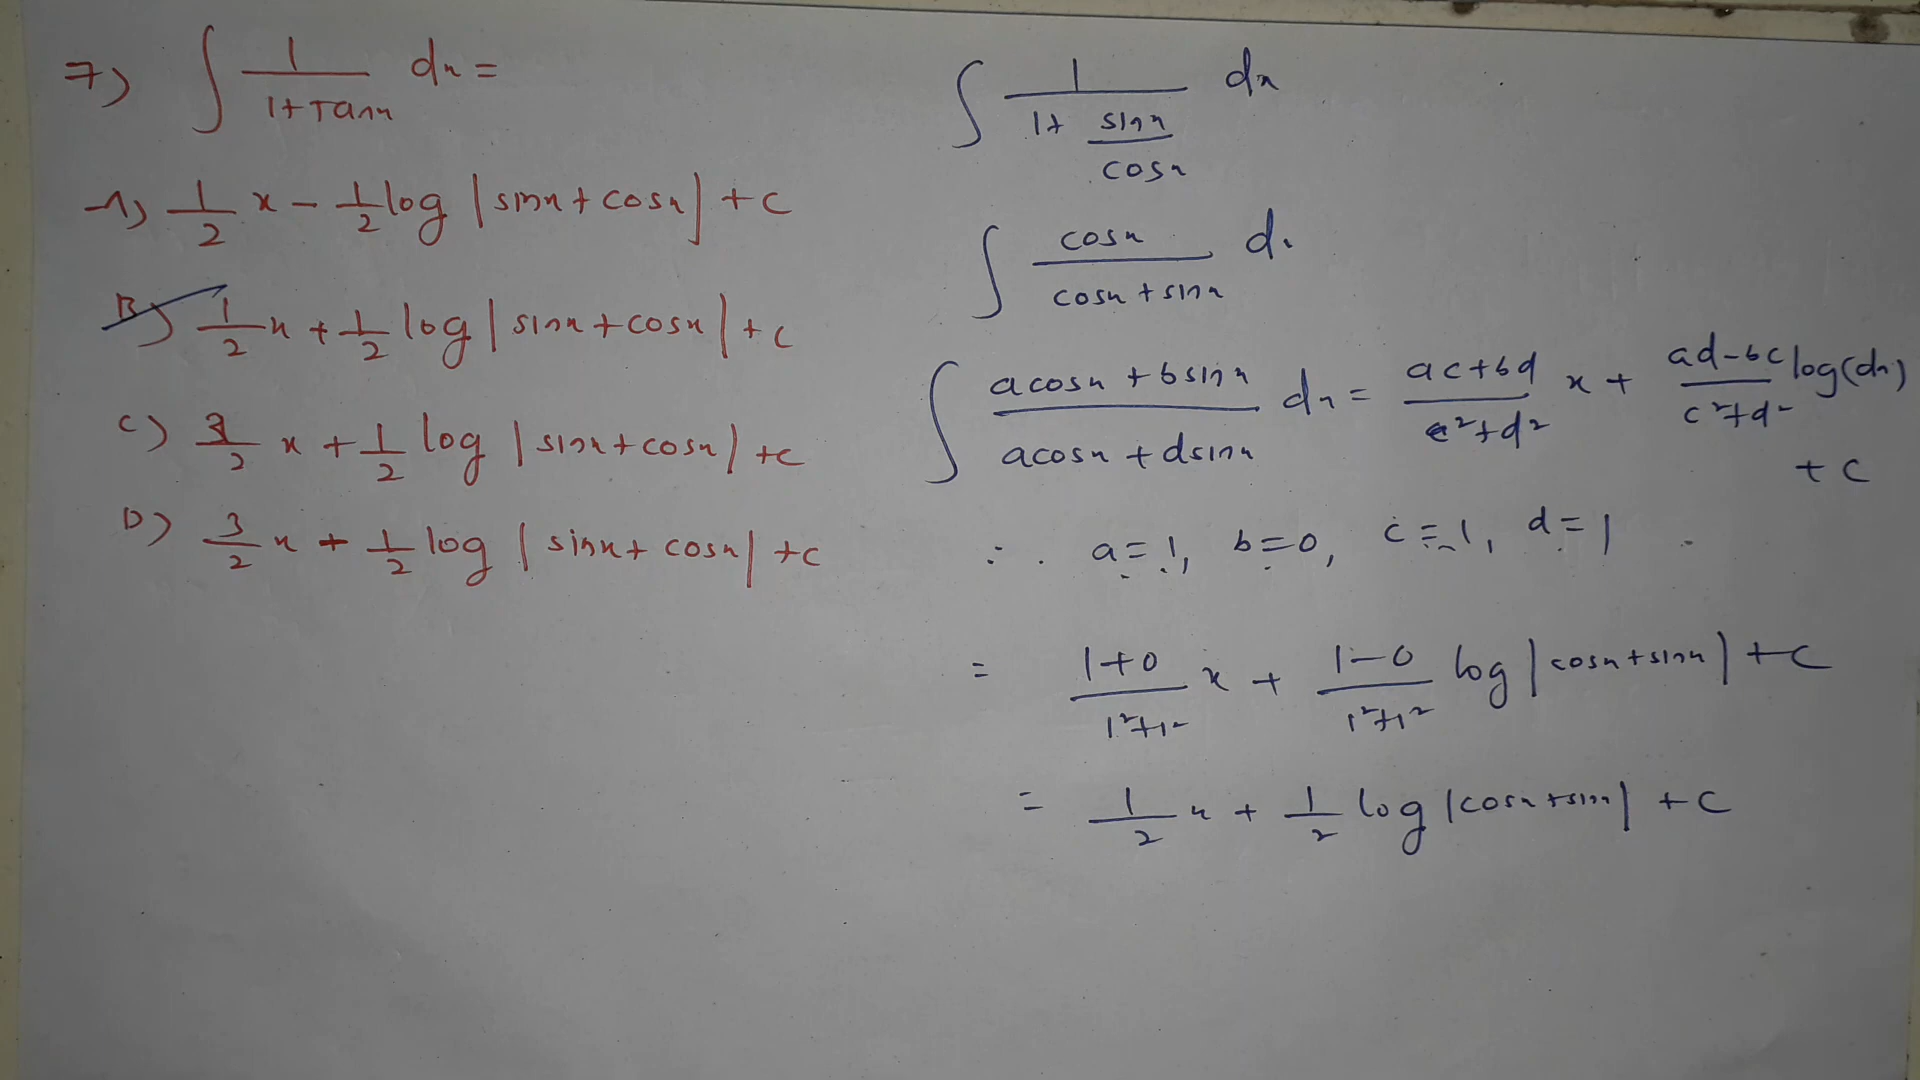 7) ∫ 1/(1+Tanx) dx =
A) 1/2 x - 1/2 log |sinx+cosx| + c
B) 1/2 x + 1/2 log |sinx+cosx| + c
C) 3/2 x + 1/2 log |sinx+cosx| + c
D) 3/2 x + 1/2 log |sinx+cosx| + c
∫ 1/(1+ sinx/cosx) dx
∫ cosx/(cosx+sinx) dx
∫ (acosx + bsinx)/(acosx + dsinx) dx = (ac+bd)/(c²+d²) x + (ad-bc)/(c²+d²) log(dr)
+ c
∴ a=1, b=0, c=1, d=1
= (1+0)/(1²+1²) x + (1-0)/(1²+1²) log |cosx+sinx| + c
= 1/2 x + 1/2 log |cosx+sinx| + c